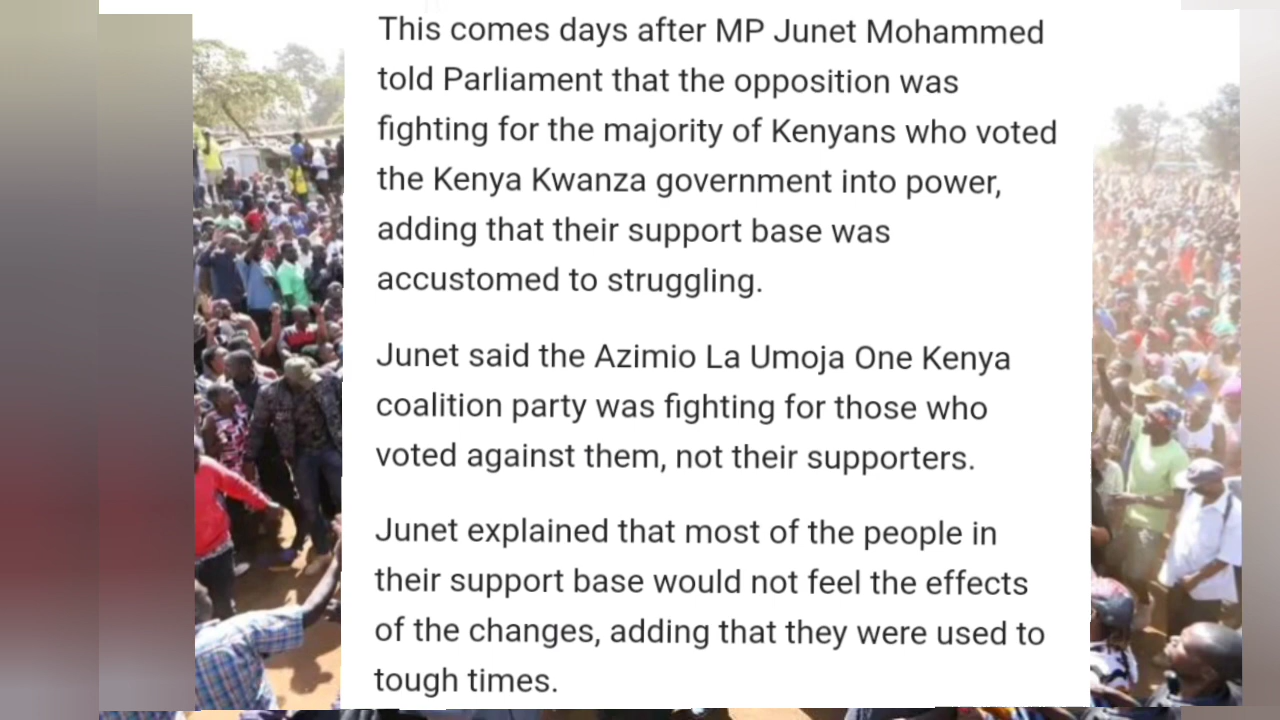 This comes days after MP Junet Mohammed
told Parliament that the opposition was
fighting for the majority of Kenyans who voted
the Kenya Kwanza government into power,
adding that their support base was
accustomed to struggling.
Junet said the Azimio La Umoja One Kenya
coalition party was fighting for those who
voted against them, not their supporters.
Junet explained that most of the people in
their support base would not feel the effects
of the changes, adding that they were used to
tough times.